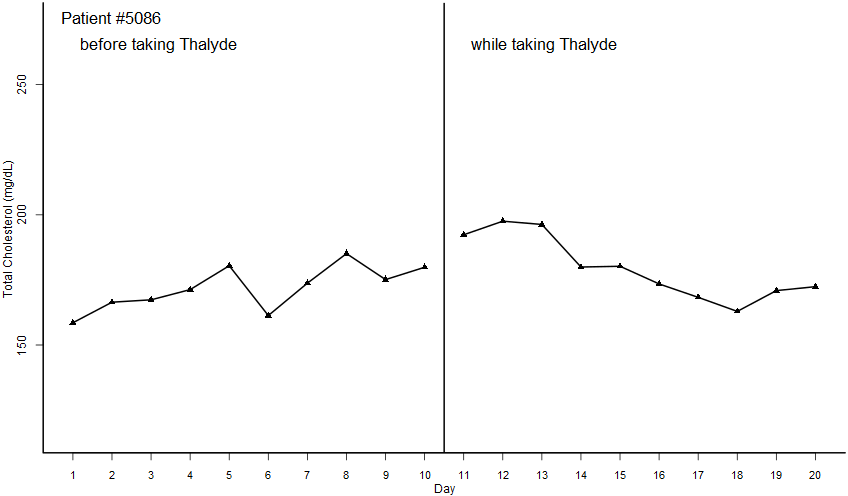 Patient #5086
before taking Thalyde
while taking Thalyde
Total Cholesterol (mg/dL)
250
200
150
1 2 3 4 5 6 7 8 9 10 11 12 13 14 15 16 17 18 19 20
Day